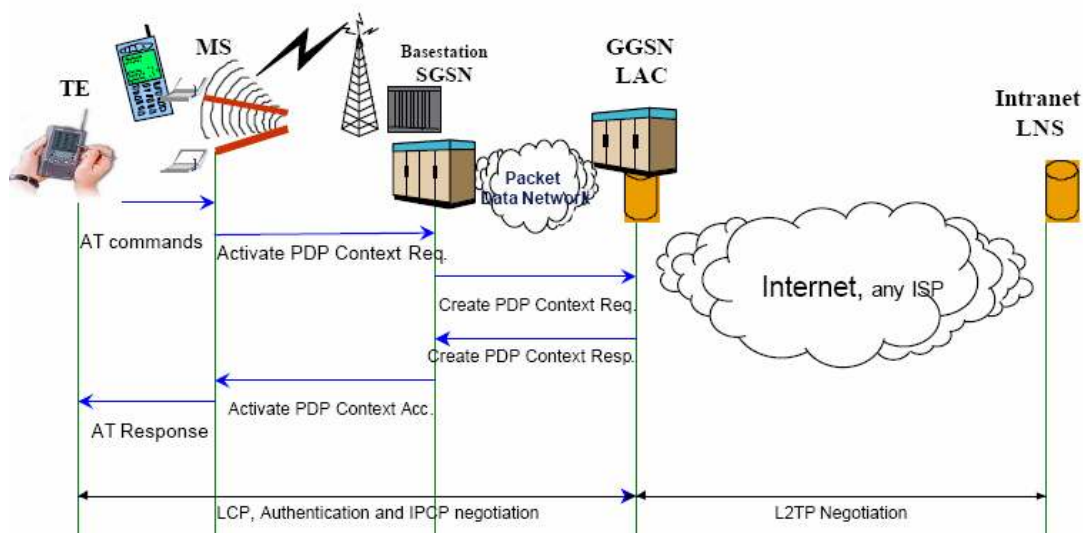 TE
MS
Basestation
SGSN
GGSN
LAC
Intranet
LNS
Packet
Data Network
AT commands
Activate PDP Context Req.
Create PDP Context Req.
Internet, any ISP
Create PDP Context Resp.
Activate PDP Context Acc.
AT Response
LCP, Authentication and IPCP negotiation
L2TP Negotiation